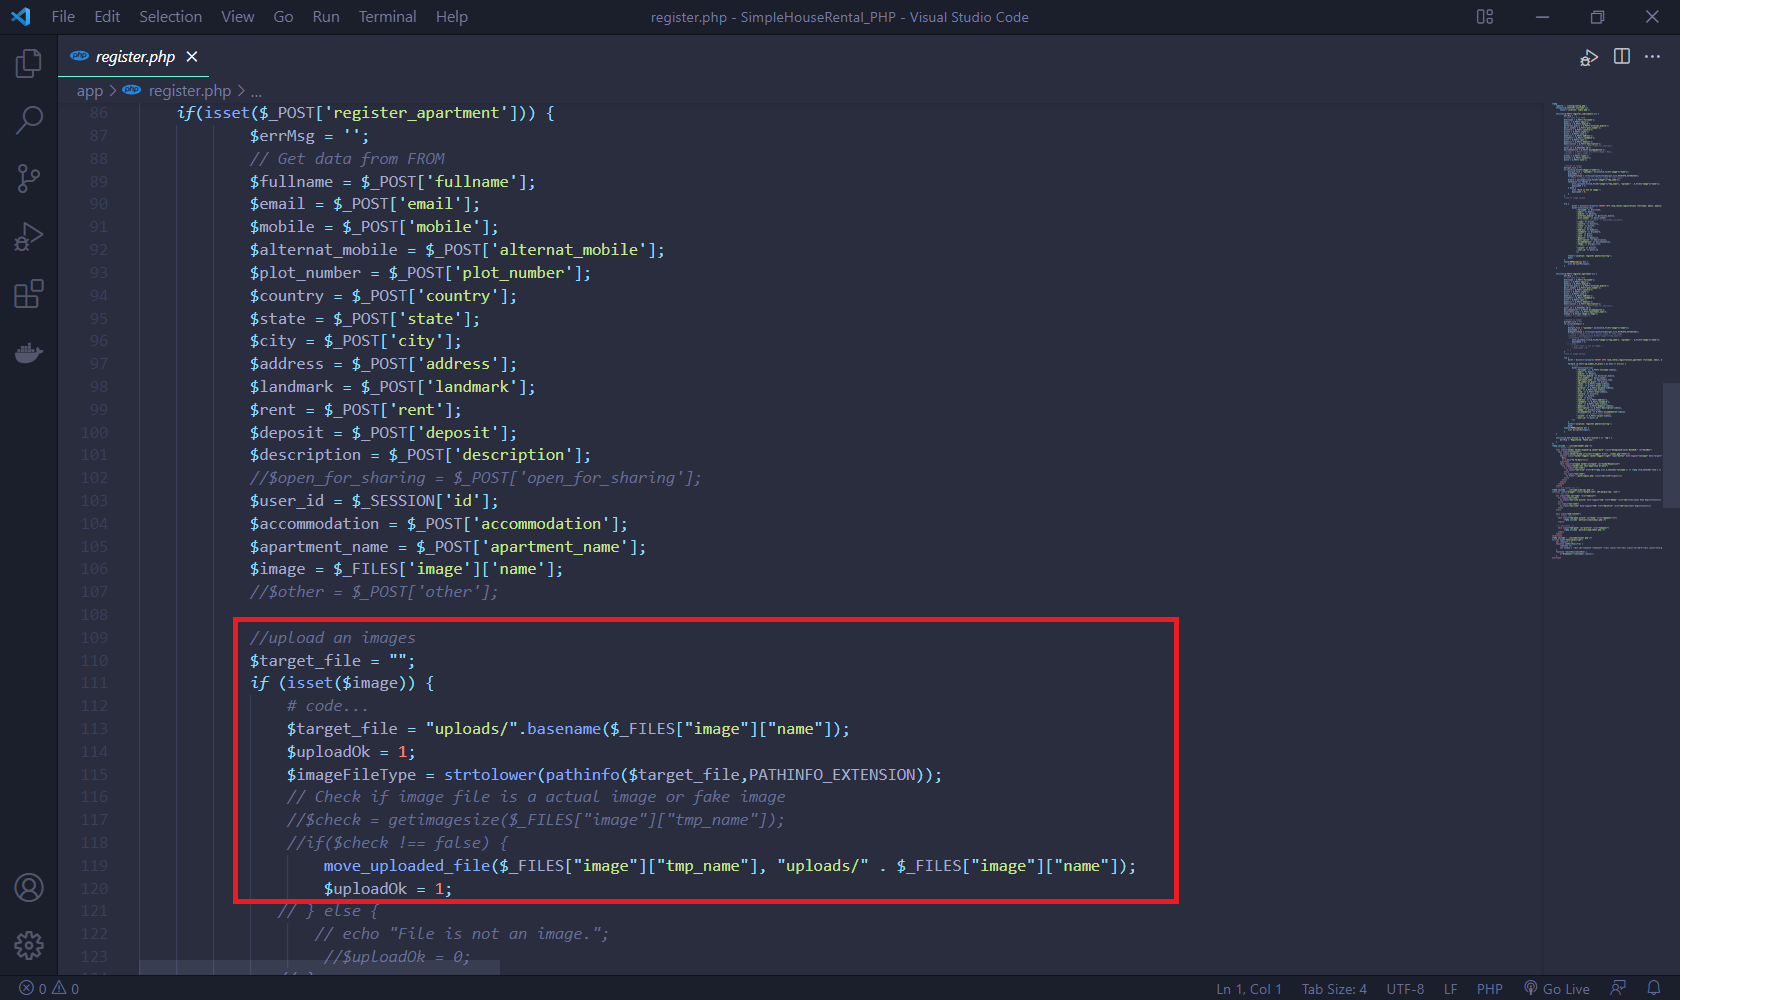 File Edit Selection View Go Run Terminal Help register.php - SimpleHouseRental_PHP - Visual Studio Code
php register.php
app > php register.php > ...
86 if(isset($_POST['register_apartment'])) {
87 $errMsg = '';
88 // Get data from FROM
89 $fullname = $_POST['fullname'];
90 $email = $_POST['email'];
91 $mobile = $_POST['mobile'];
92 $alternat_mobile = $_POST['alternat_mobile'];
93 $plot_number = $_POST['plot_number'];
94 $country = $_POST['country'];
95 $state = $_POST['state'];
96 $city = $_POST['city'];
97 $address = $_POST['address'];
98 $landmark = $_POST['landmark'];
99 $rent = $_POST['rent'];
100 $deposit = $_POST['deposit'];
101 $description = $_POST['description'];
102 //$open_for_sharing = $_POST['open_for_sharing'];
103 $user_id = $_SESSION['id'];
104 $accommodation = $_POST['accommodation'];
105 $apartment_name = $_POST['apartment_name'];
106 $image = $_FILES['image']['name'];
107 //$other = $_POST['other'];
108
109 //upload an images
110 $target_file = "";
111 if (isset($image)) {
112 # code...
113 $target_file = "uploads/".basename($_FILES["image"]["name"]);
114 $uploadOk = 1;
115 $imageFileType = strtolower(pathinfo($target_file,PATHINFO_EXTENSION));
116 // Check if image file is a actual image or fake image
117 //$check = getimagesize($_FILES["image"]["tmp_name"]);
118 //if($check !== false) {
119 move_uploaded_file($_FILES["image"]["tmp_name"], "uploads/" . $_FILES["image"]["name"]);
120 $uploadOk = 1;
121 // } else {
122 // echo "File is not an image.";
123 //$uploadOk = 0;
0 0 Ln 1, Col 1 Tab Size: 4 UTF-8 LF PHP Go Live